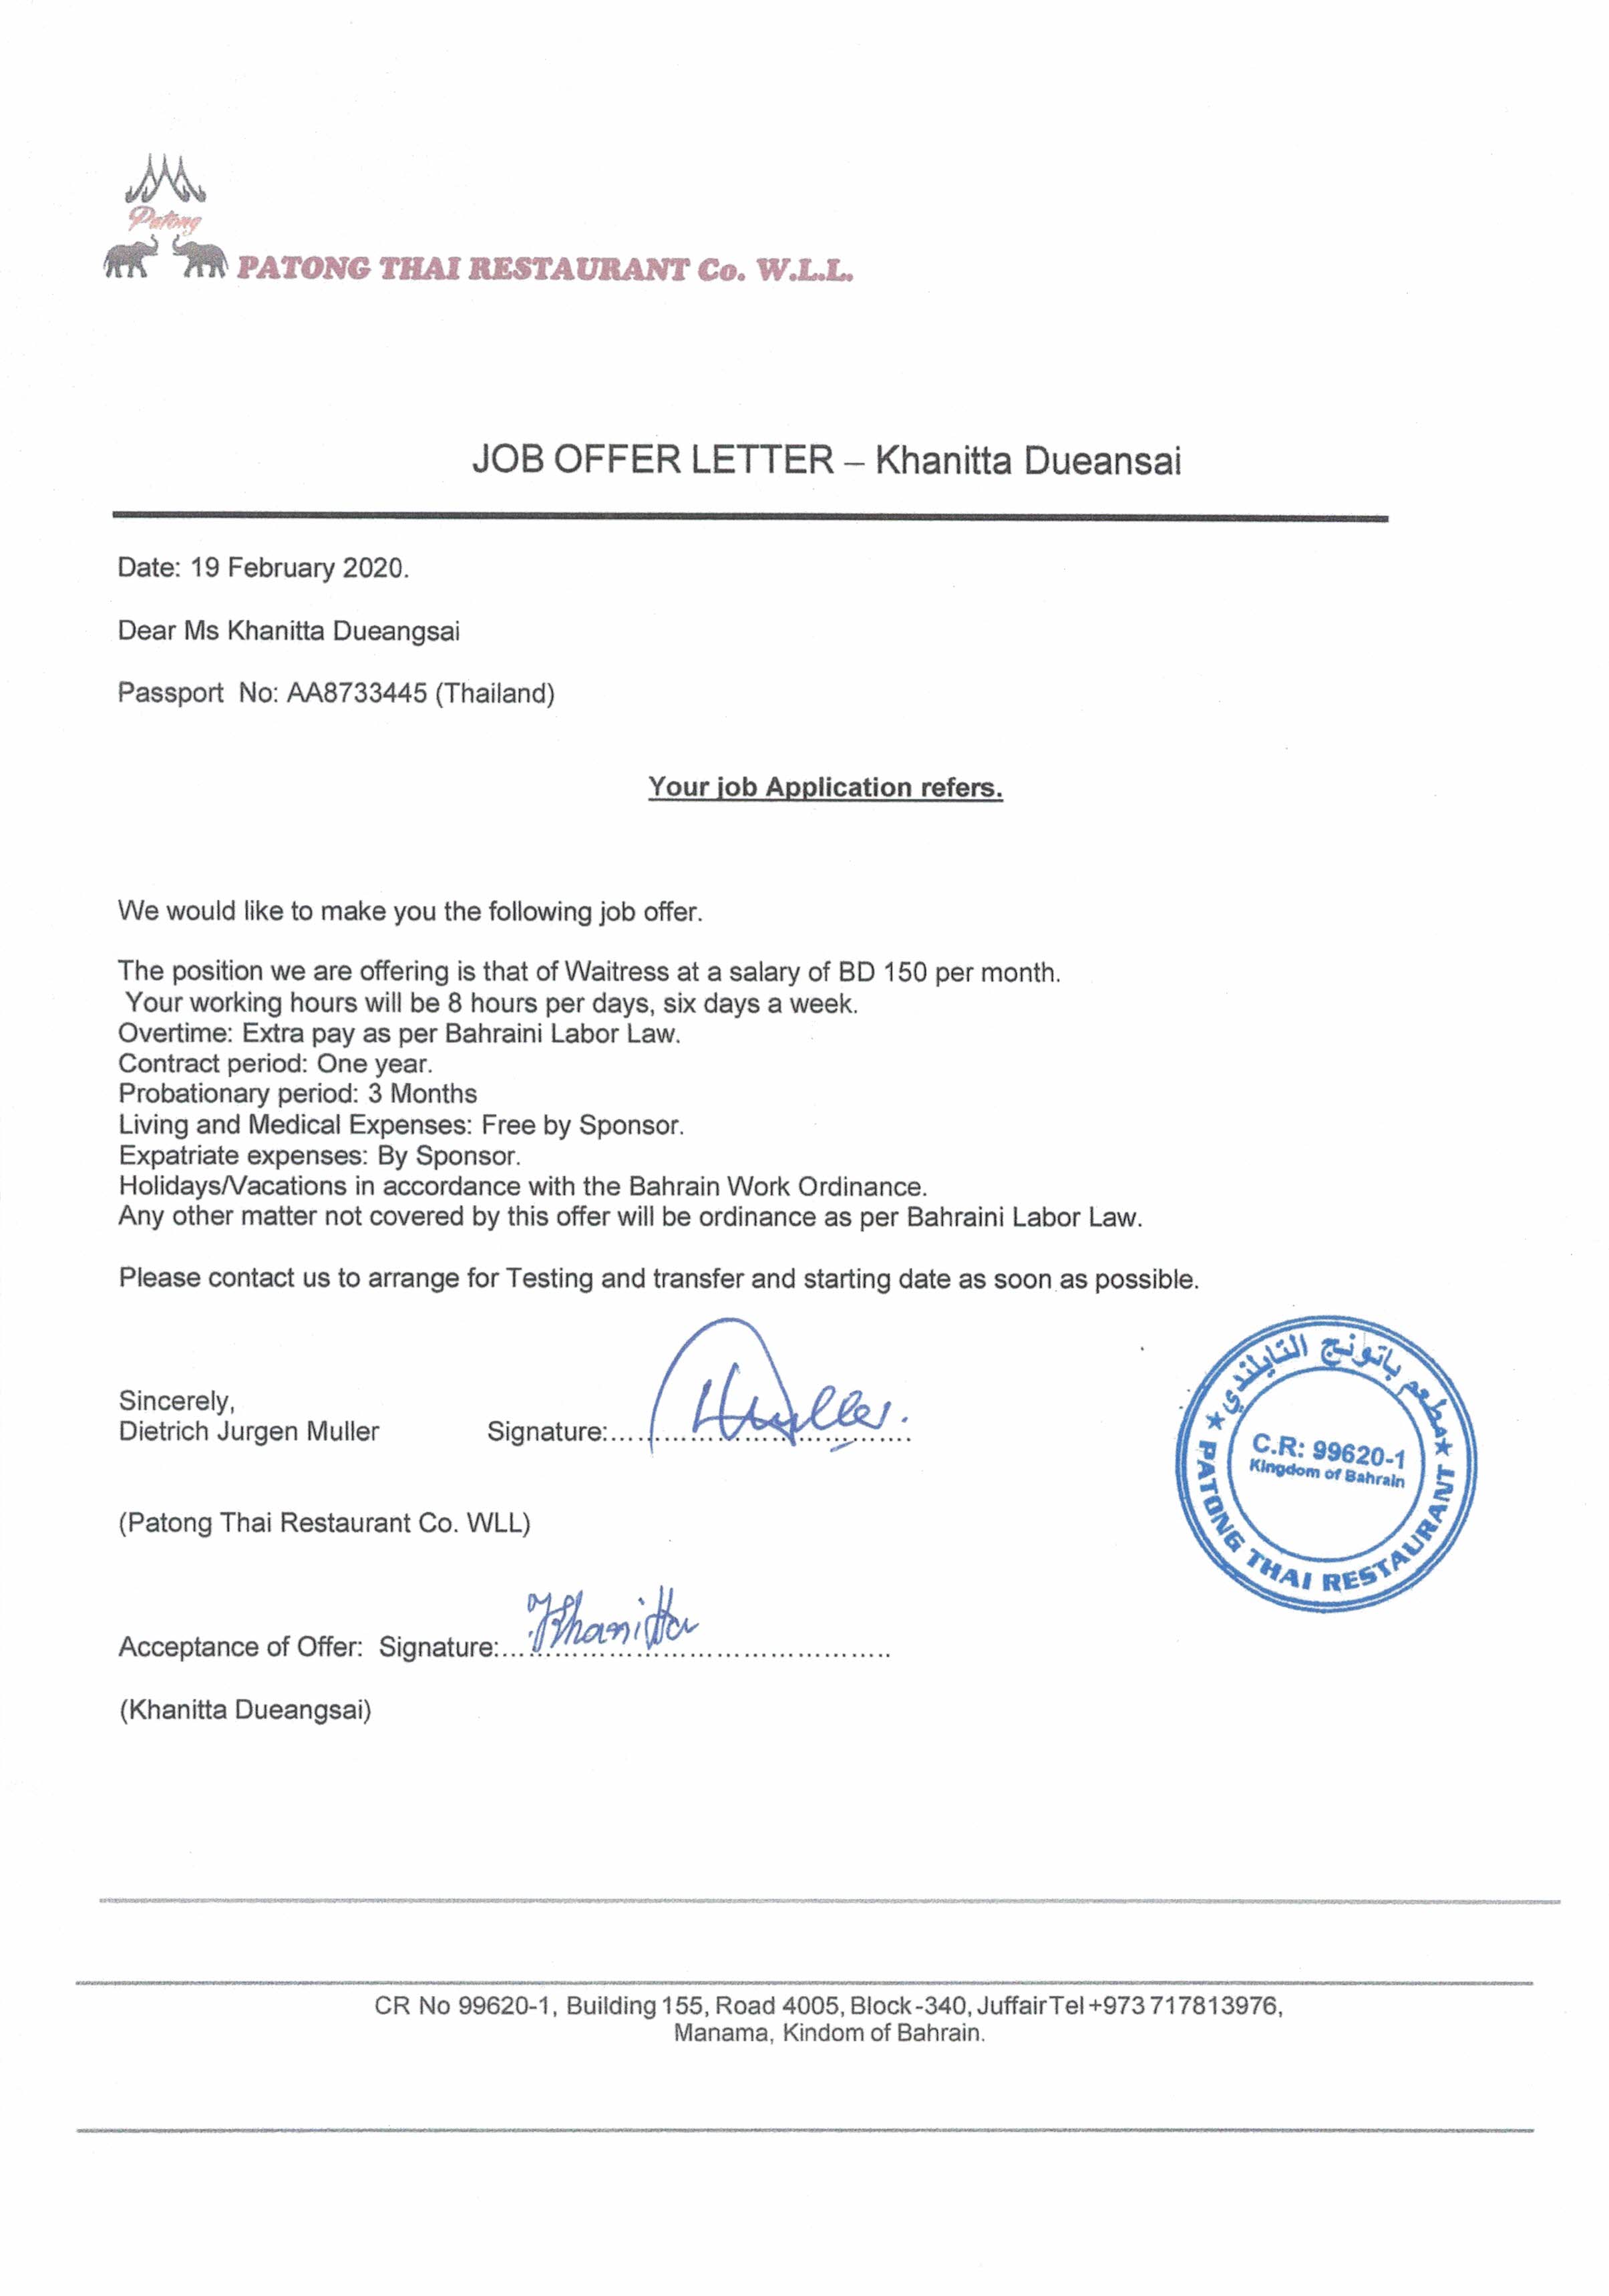 Patong
PATONG THAI RESTAURANT Co. W.L.L.
JOB OFFER LETTER – Khanitta Dueansai
Date: 19 February 2020.
Dear Ms Khanitta Dueangsai
Passport No: AA8733445 (Thailand)
Your job Application refers.
We would like to make you the following job offer.
The position we are offering is that of Waitress at a salary of BD 150 per month.
Your working hours will be 8 hours per days, six days a week.
Overtime: Extra pay as per Bahraini Labor Law.
Contract period: One year.
Probationary period: 3 Months
Living and Medical Expenses: Free by Sponsor.
Expatriate expenses: By Sponsor.
Holidays/Vacations in accordance with the Bahrain Work Ordinance.
Any other matter not covered by this offer will be ordinance as per Bahraini Labor Law.
Please contact us to arrange for Testing and transfer and starting date as soon as possible.
Sincerely,
Dietrich Jurgen Muller Signature:..........Muller.
مطعم باتونج التايلندي
C.R: 99620-1
Kingdom of Bahrain
PATONG THAI RESTAURANT
(Patong Thai Restaurant Co. WLL)
Acceptance of Offer: Signature:..........Khanitta
(Khanitta Dueangsai)
CR No 99620-1, Building 155, Road 4005, Block-340, Juffair Tel +973 717813976,
Manama, Kindom of Bahrain.